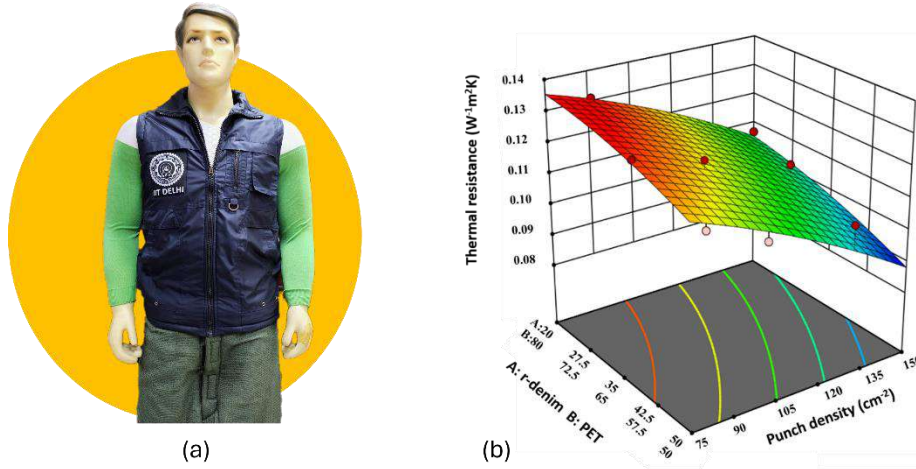 IIT DELHI
(a)
Thermal resistance (W⁻¹m²K)
0.14
0.13
0.12
0.11
0.10
0.09
0.08
A:20
B:80
27.5
72.5
35
65
42.5
57.5
50
50
A: r-denim B: PET
75
90
105
120
135
150
Punch density (cm⁻²)
(b)